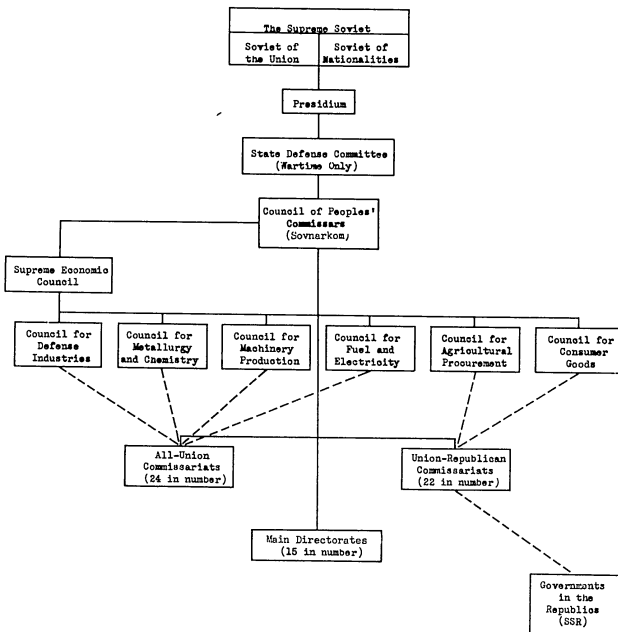 The Supreme Soviet
Soviet of
the Union
Soviet of
Nationalities
Presidium
State Defense Committee
(Wartime Only)
Council of Peoples'
Commissars
(Sovnarkom)
Supreme Economic
Council
Council for
Defense
Industries
Council for
Metallurgy
and Chemistry
Council for
Machinery
Production
Council for
Fuel and
Electricity
Council for
Agricultural
Procurement
Council for
Consumer
Goods
All-Union
Commissariats
(24 in number)
Union-Republican
Commissariats
(22 in number)
Main Directorates
(15 in number)
Governments
in the
Republics
(SSR)